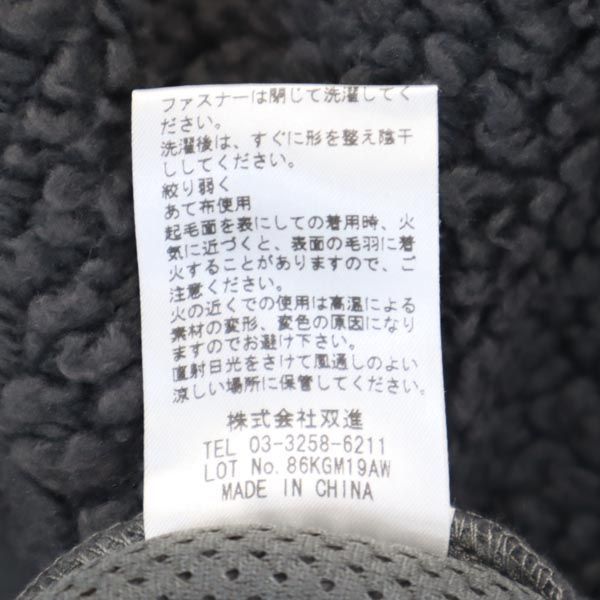 ファスナーは閉じて洗濯してく
ださい。
洗濯後は、すぐに形を整え陰干
ししてください。
絞り弱く
あて布使用
起毛面を表にしての着用時、火
気に近づくと、表面の毛羽に着
火することがありますので、ご
注意ください。
火の近くでの使用は高温による
素材の変形、変色の原因になり
ますのでお避け下さい。
直射日光をさけて風通しのよい
涼しい場所に保管してください。
株式会社双進
TEL 03-3258-6211
LOT No. 86KGM19AW
MADE IN CHINA